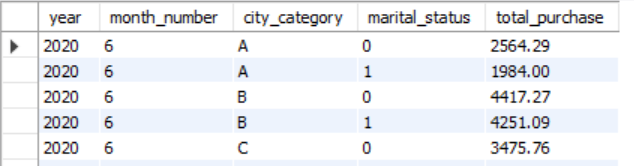 year month_number city_category marital_status total_purchase
2020 6 A 0 2564.29
2020 6 A 1 1984.00
2020 6 B 0 4417.27
2020 6 B 1 4251.09
2020 6 C 0 3475.76